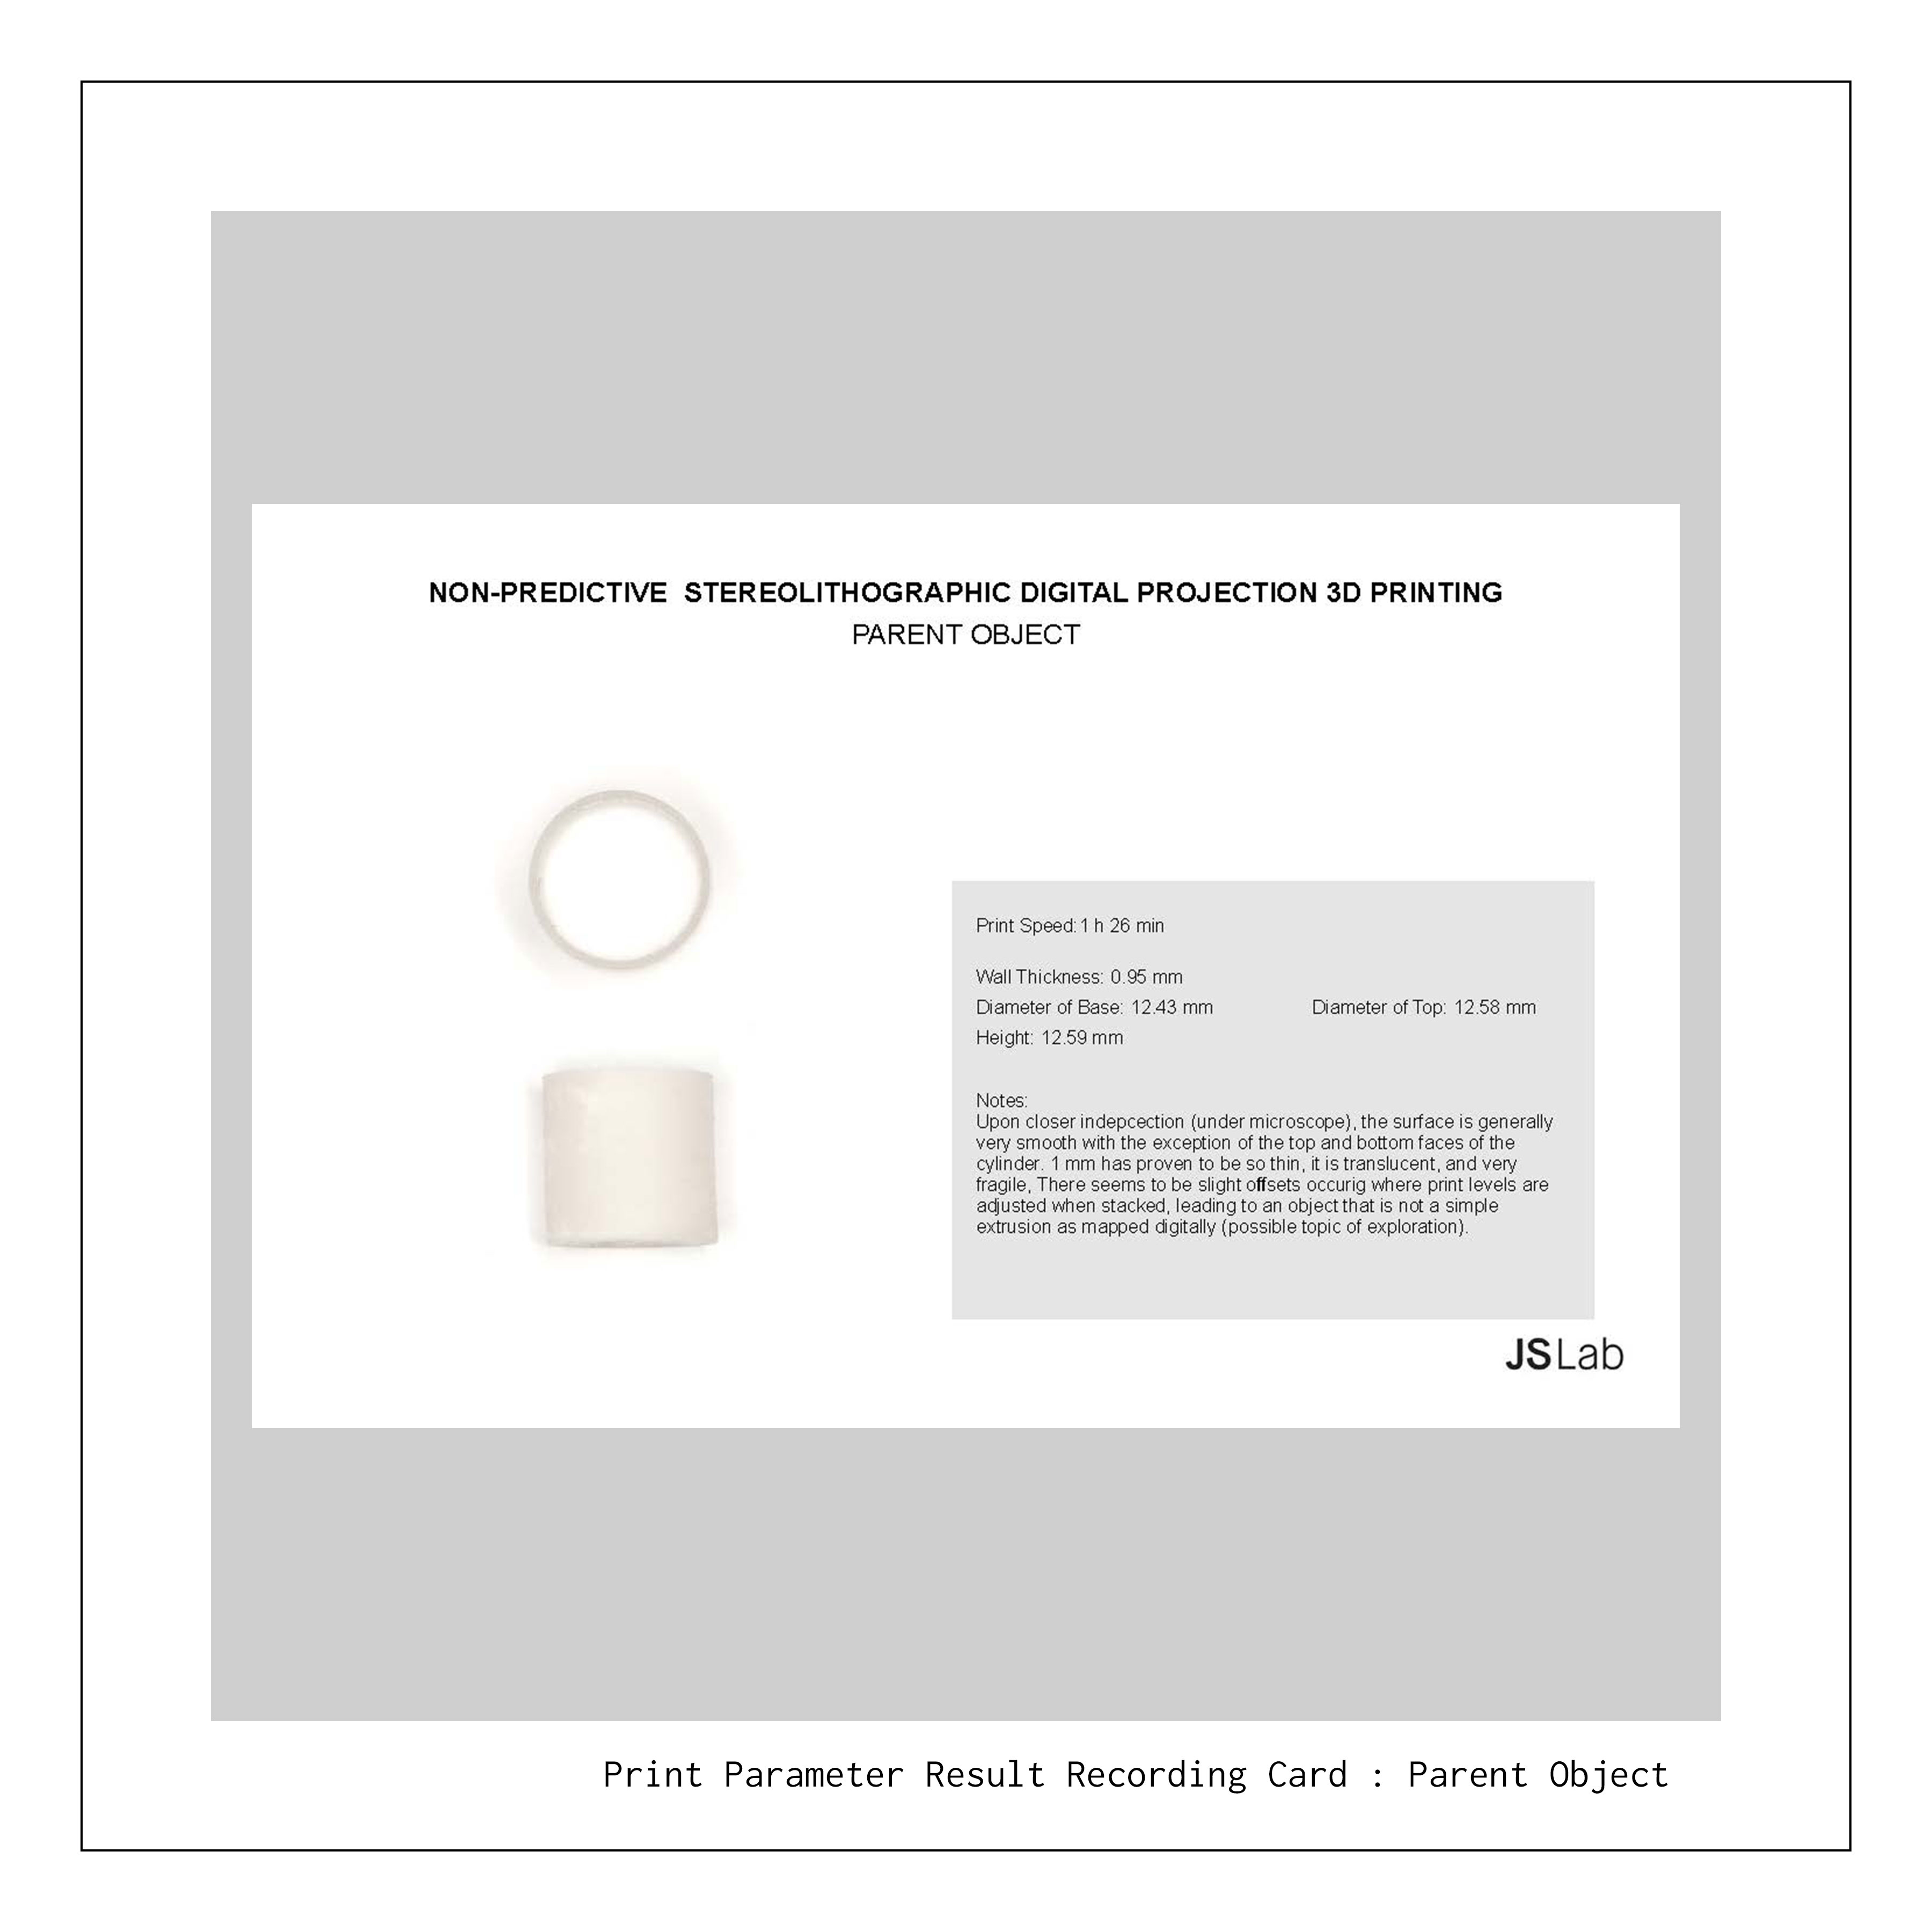 NON-PREDICTIVE STEREOLITHOGRAPHIC DIGITAL PROJECTION 3D PRINTING
PARENT OBJECT
Print Speed: 1 h 26 min
Wall Thickness: 0.95 mm
Diameter of Base: 12.43 mm Diameter of Top: 12.58 mm
Height: 12.59 mm
Notes:
Upon closer indepcection (under microscope), the surface is generally
very smooth with the exception of the top and bottom faces of the
cylinder. 1 mm has proven to be so thin, it is translucent, and very
fragile, There seems to be slight offsets occurig where print levels are
adjusted when stacked, leading to an object that is not a simple
extrusion as mapped digitally (possible topic of exploration).
JSLab
Print Parameter Result Recording Card : Parent Object